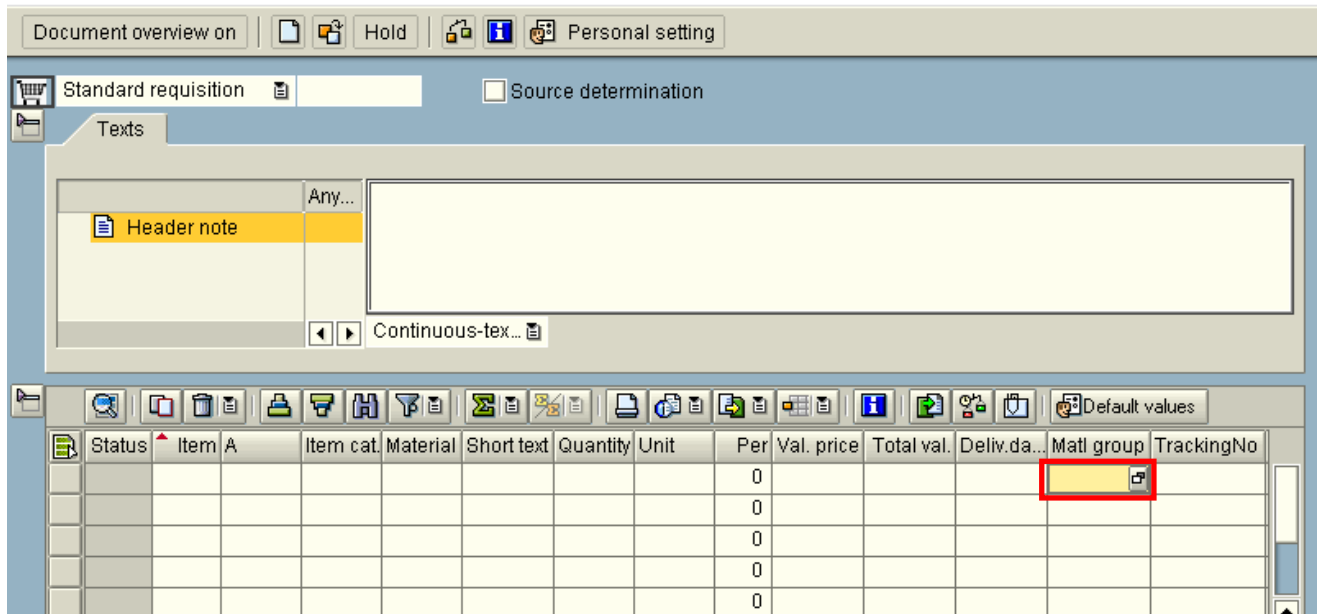 Document overview on Hold Personal setting
Standard requisition Source determination
Texts
Any...
Header note
Continuous-tex...
Default values
Status Item A Item cat. Material Short text Quantity Unit Per Val. price Total val. Deliv.da... Matl group TrackingNo
0
0
0
0
0